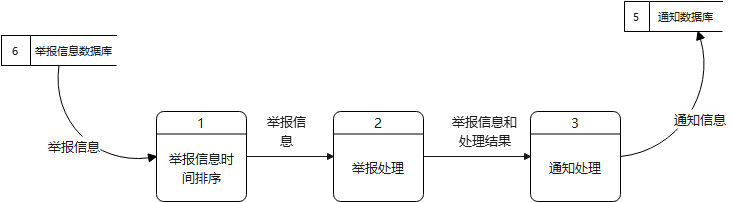 5 通知数据库
6 举报信息数据库
举报信息
1
举报信息时
间排序
举报信
息
2
举报处理
举报信息和
处理结果
3
通知处理
通知信息